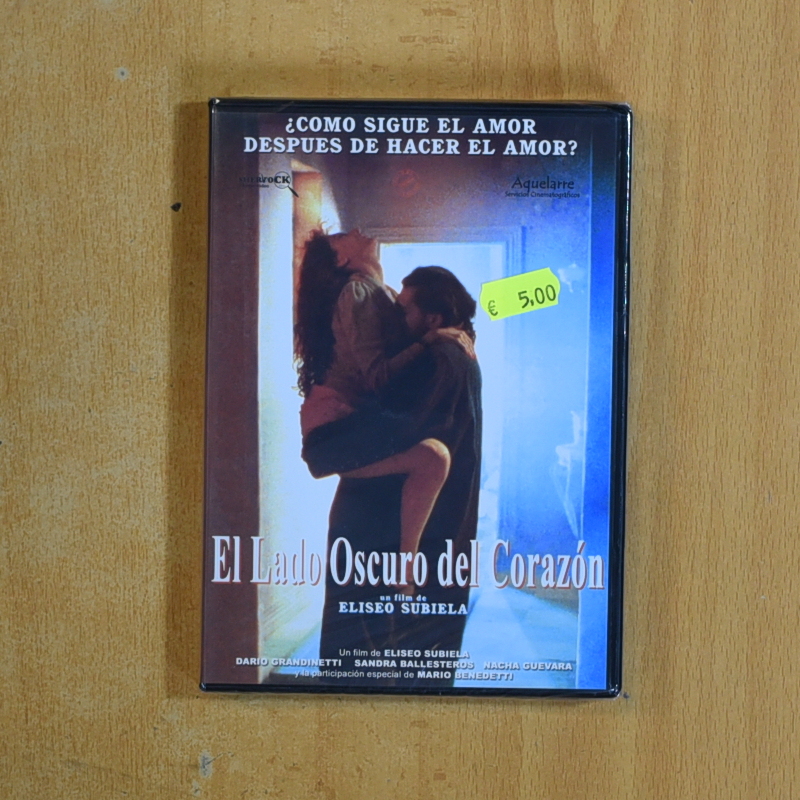 ¿COMO SIGUE EL AMOR
DESPUES DE HACER EL AMOR?
Aquelarre
Servicios Cinematográficos
€ 5,00
El Lado Oscuro del Corazón
un film de
ELISEO SUBIELA
Un film de ELISEO SUBIELA
DARIO GRANDINETTI SANDRA BALLESTEROS NACHA GUEVARA
y la participación especial de MARIO BENEDETTI